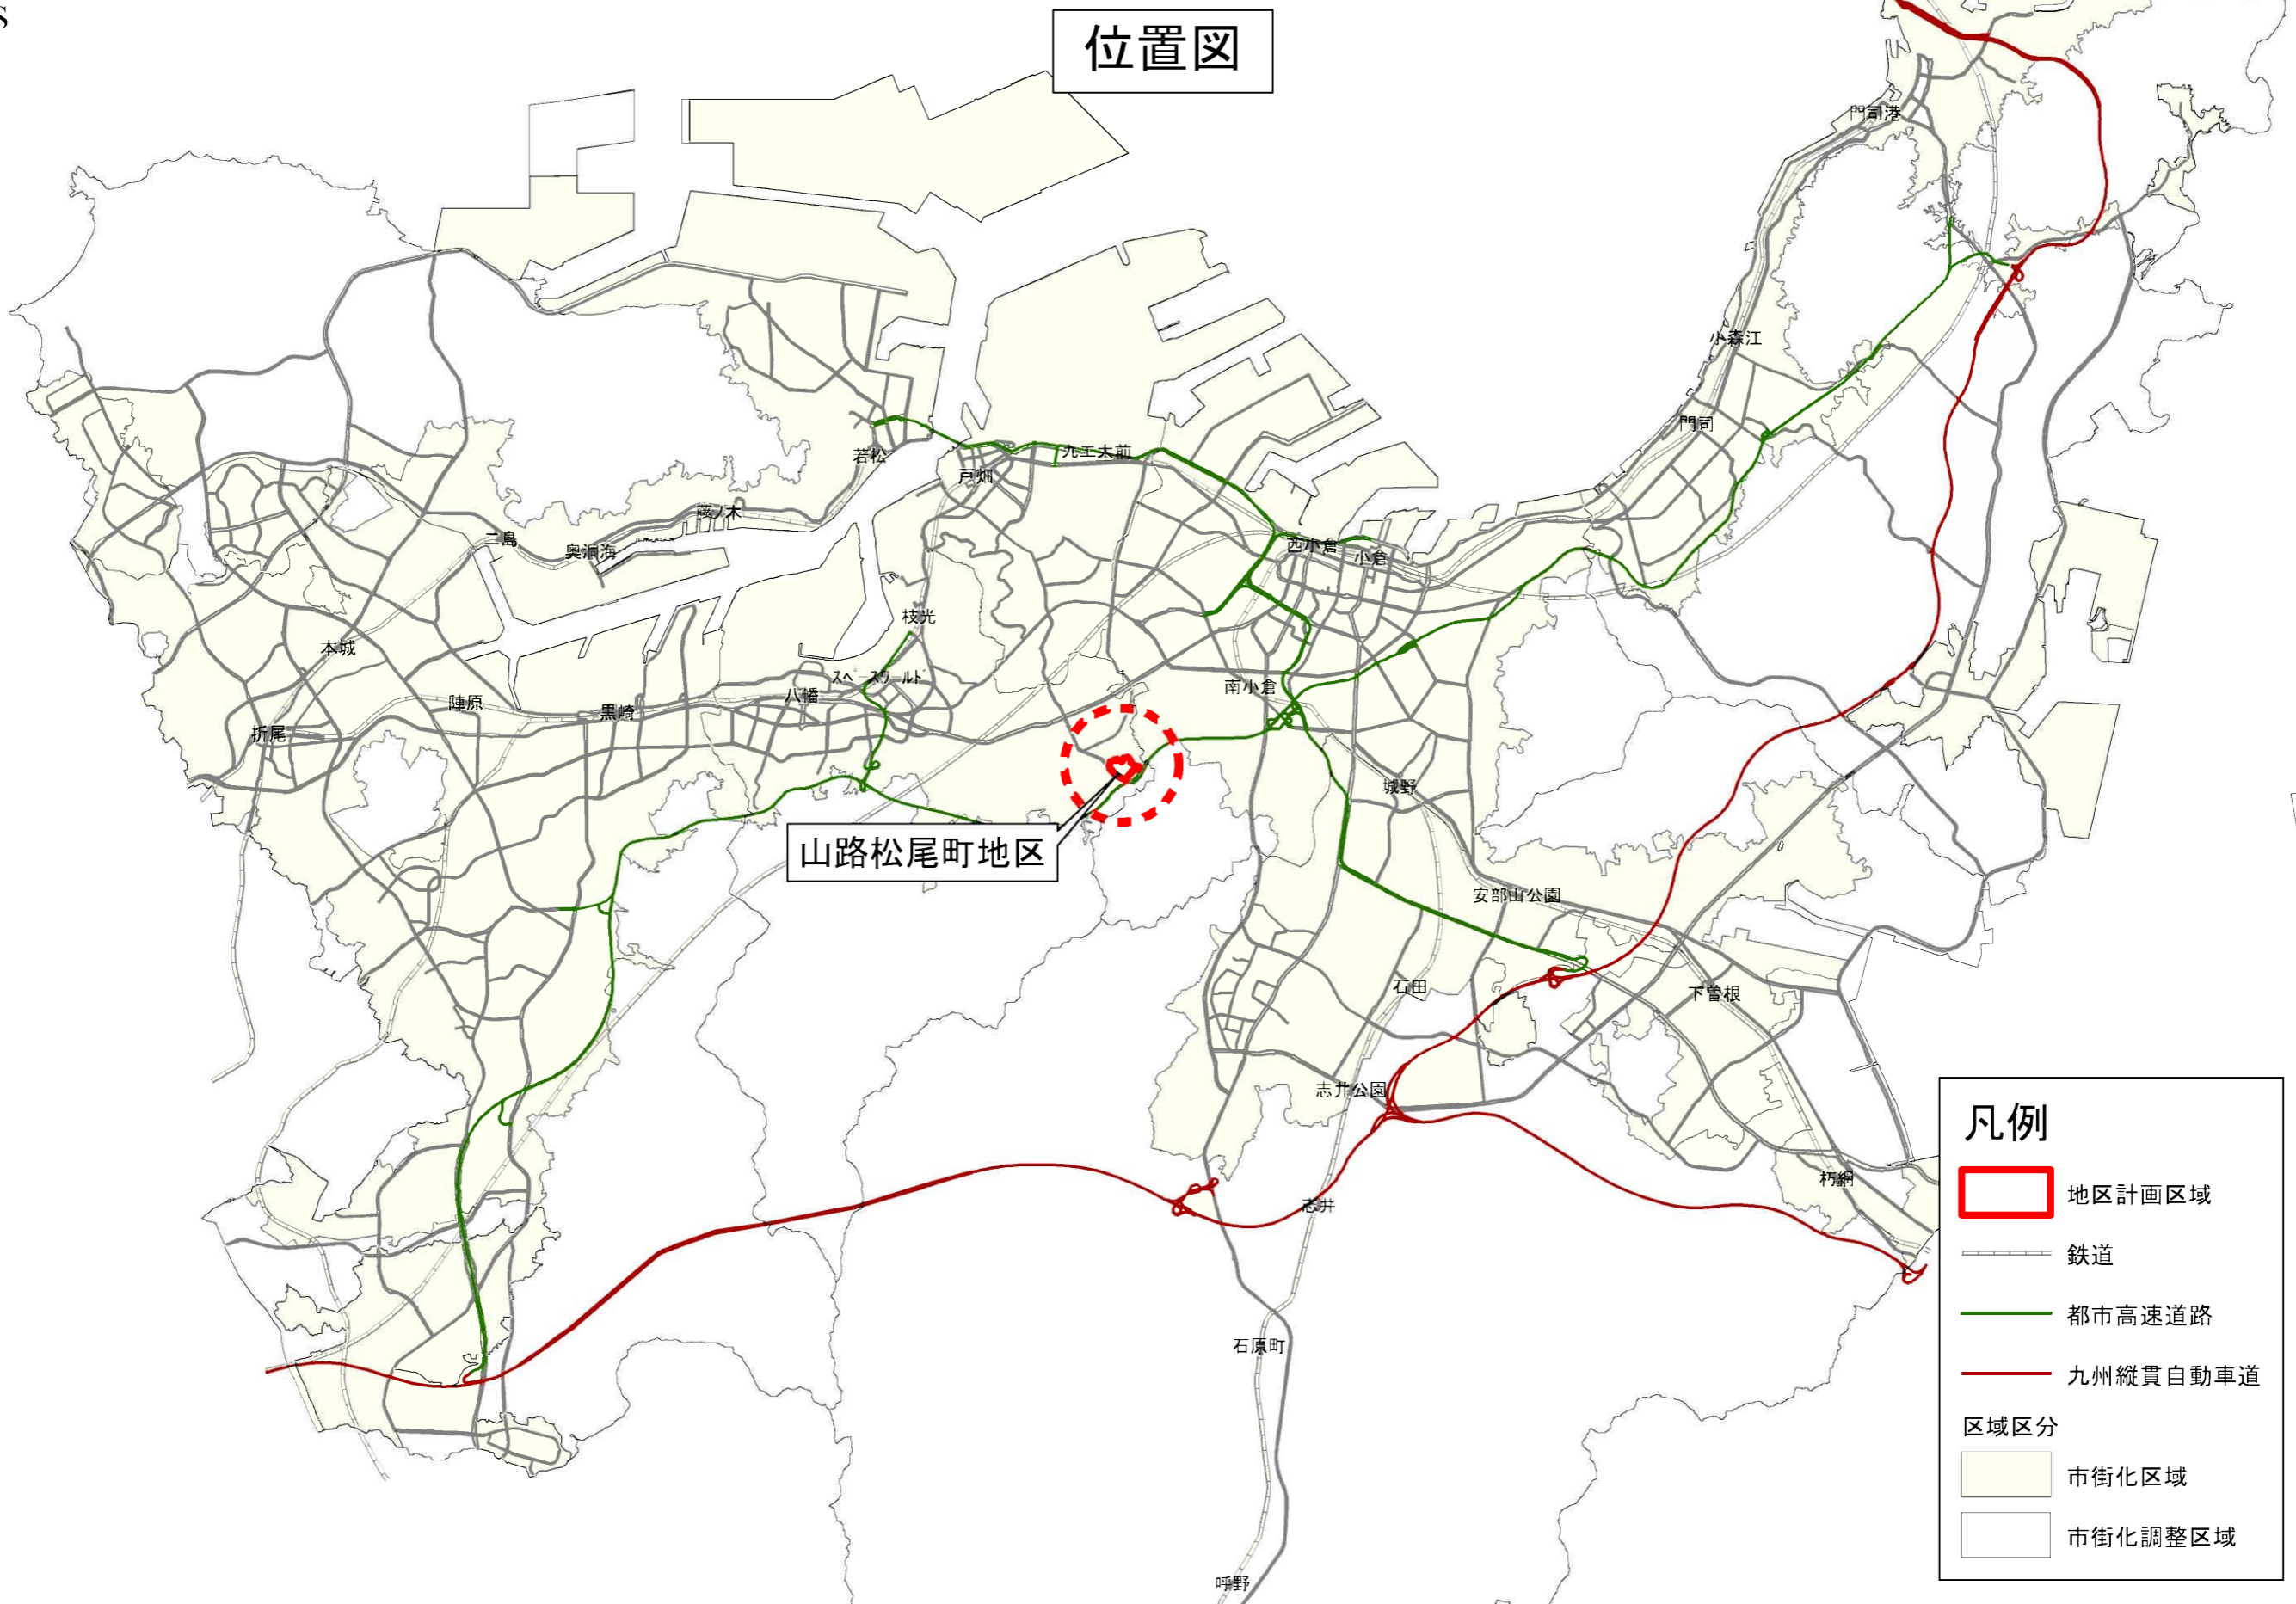 S
位置図
門司港
小森江
門司
若松
戸畑
九工大前
藤ノ木
二島
奥洞海
西小倉
小倉
枝光
本城
スペースワールド
南小倉
八幡
陣原
黒崎
折尾
城野
山路松尾町地区
安部山公園
石田
下曽根
志井公園
朽網
志井
石原町
呼野
凡例
地区計画区域
鉄道
都市高速道路
九州縦貫自動車道
区域区分
市街化区域
市街化調整区域